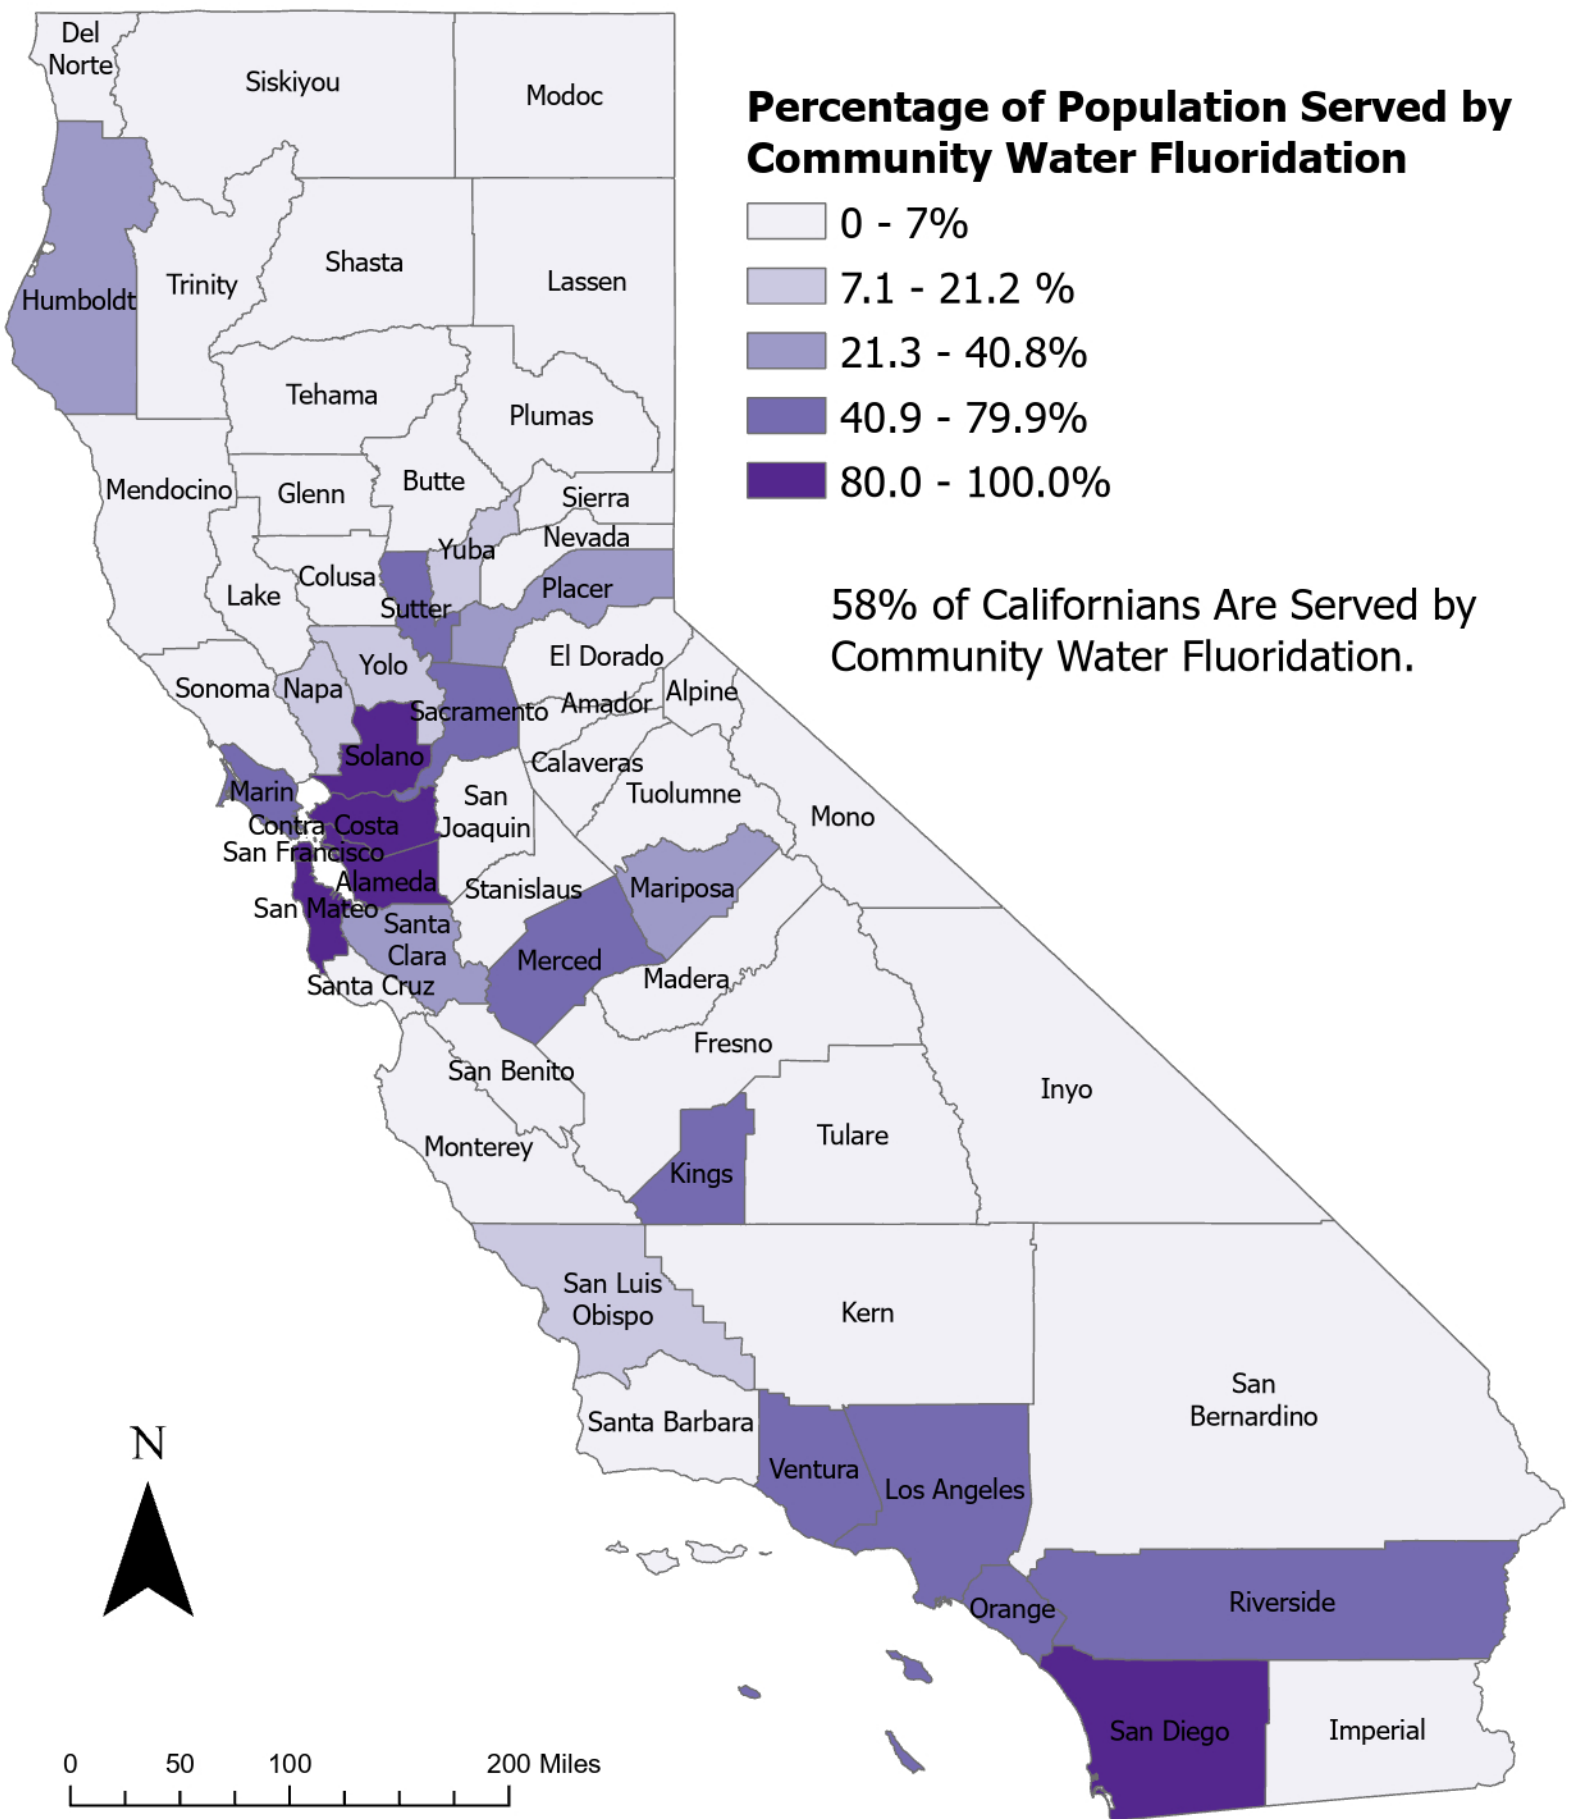 Percentage of Population Served by
Community Water Fluoridation
0 - 7%
7.1 - 21.2 %
21.3 - 40.8%
40.9 - 79.9%
80.0 - 100.0%
58% of Californians Are Served by
Community Water Fluoridation.
Del
Norte
Siskiyou
Modoc
Humboldt
Trinity
Shasta
Lassen
Tehama
Plumas
Mendocino
Glenn
Butte
Sierra
Nevada
Yuba
Colusa
Lake
Sutter
Placer
Yolo
El Dorado
Sonoma
Napa
Sacramento
Amador
Alpine
Solano
Calaveras
Marin
San
Joaquin
Tuolumne
Mono
Contra Costa
San Francisco
Alameda
Stanislaus
Mariposa
San Mateo
Santa
Clara
Merced
Madera
Santa Cruz
Fresno
San Benito
Inyo
Monterey
Tulare
Kings
San Luis
Obispo
Kern
San
Bernardino
Santa Barbara
Ventura
Los Angeles
Orange
Riverside
San Diego
Imperial
N
0 50 100 200 Miles